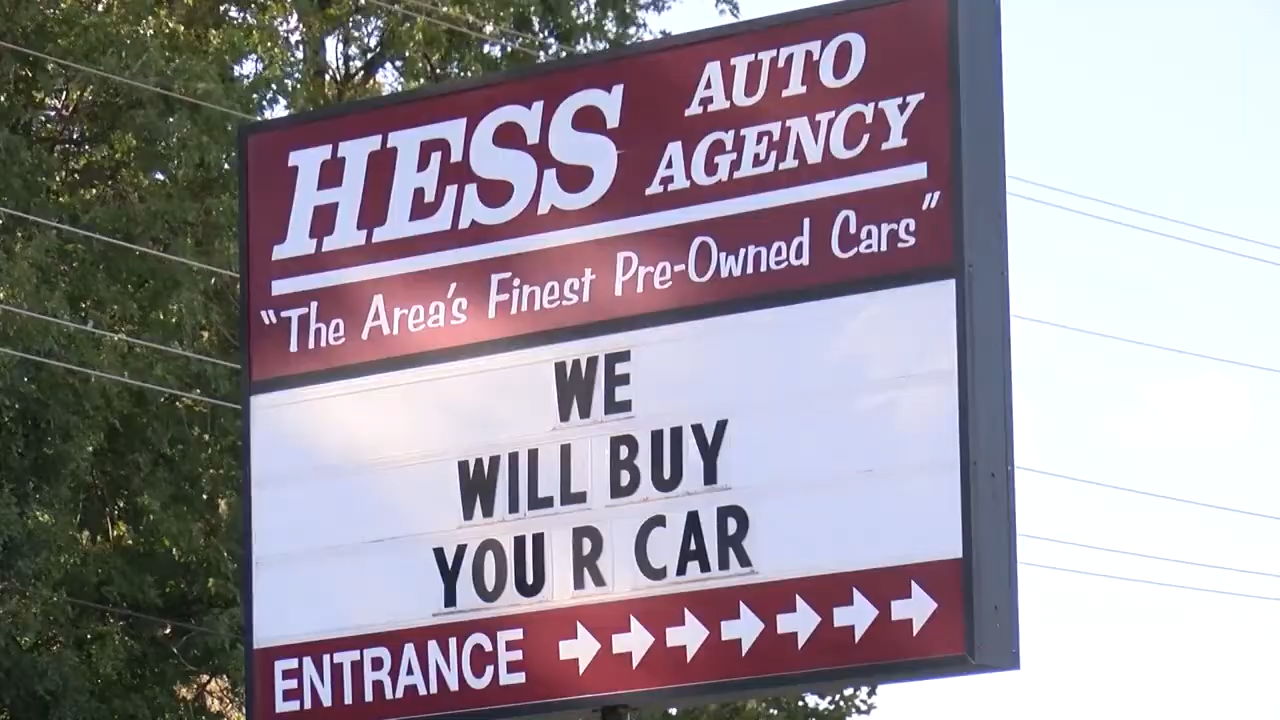 HESS AUTO AGENCY
"The Area's Finest Pre-Owned Cars"
WE
WILL BUY
YOU R CAR
ENTRANCE